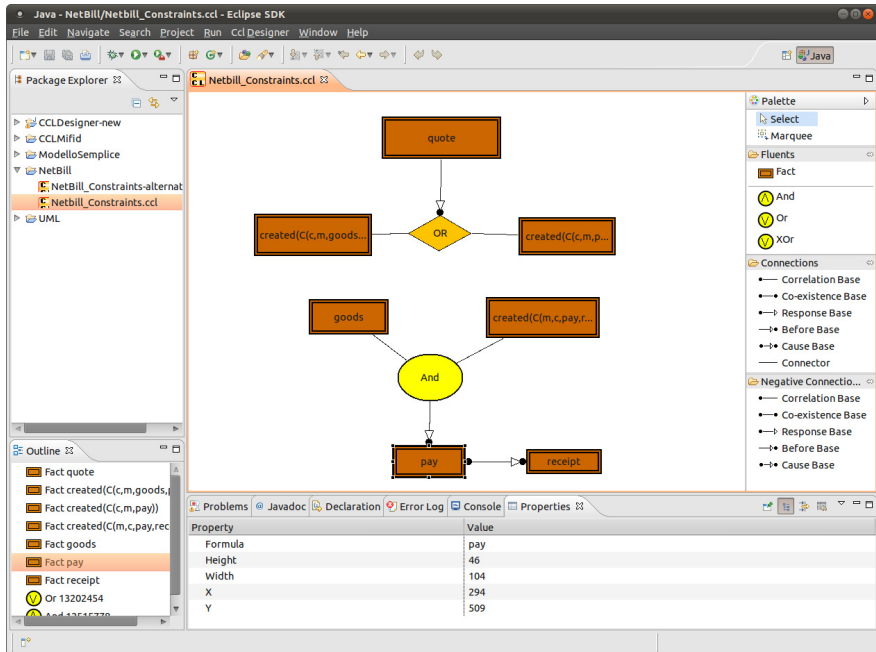 Java - NetBill/Netbill_Constraints.ccl - Eclipse SDK
File Edit Navigate Search Project Run Ccl Designer Window Help
Java
Package Explorer
CCLDesigner-new
CCLMifid
ModelloSemplice
NetBill
NetBill_Constraints-alternat
Netbill_Constraints.ccl
UML
Netbill_Constraints.ccl
quote
created(C(c,m,goods...
OR
created(C(c,m,p...
goods
created(C(m,c,pay,r...
And
pay
receipt
Palette
Select
Marquee
Fluents
Fact
And
Or
XOr
Connections
Correlation Base
Co-existence Base
Response Base
Before Base
Cause Base
Connector
Negative Connectio...
Correlation Base
Co-existence Base
Response Base
Before Base
Cause Base
Outline
Fact quote
Fact created(C(c,m,goods,p
Fact created(C(c,m,pay))
Fact created(C(m,c,pay,rec
Fact goods
Fact pay
Fact receipt
Or 13202454
Problems Javadoc Declaration Error Log Console Properties
Property Value
Formula pay
Height 46
Width 104
X 294
Y 509